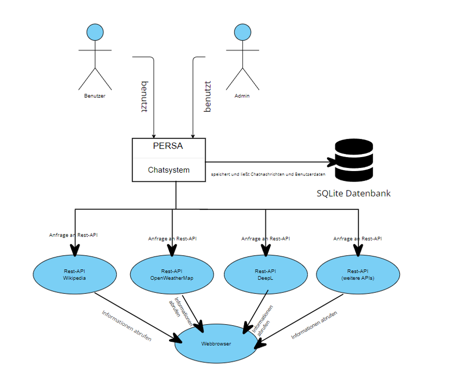 Benutzer
Admin
benutzt
benutzt
PERSA
Chatsystem
speichert und ließt Chatnachrichten und Benutzerdaten
SQLite Datenbank
Anfrage an Rest-API
Anfrage an Rest-API
Anfrage an Rest-API
Anfrage an Rest-API
Rest-API
Wikipedia
Rest-API
OpenWeatherMap
Rest-API
DeepL
Rest-API
(weitere APIs)
Informationen abrufen
Informationen
abrufen
Informationen
abrufen
Informationen abrufen
Webbrowser